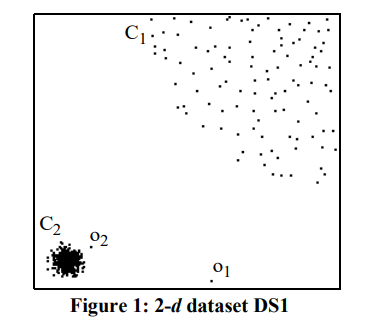 C1
C2
o2
o1
Figure 1: 2-d dataset DS1